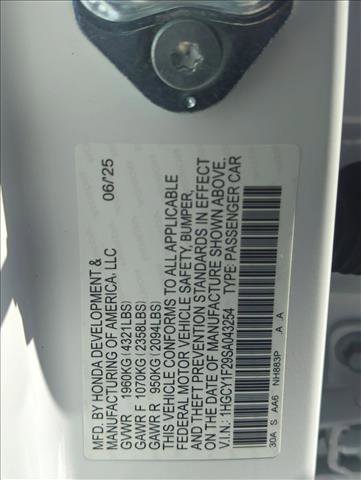 MFD. BY HONDA DEVELOPMENT & 06/25
MANUFACTURING OF AMERICA, LLC
GVWR 1960KG (4321LBS)
GAWR F 1070KG (2358LBS)
GAWR R 950KG (2094LBS)
THIS VEHICLE CONFORMS TO ALL APPLICABLE
FEDERAL MOTOR VEHICLE SAFETY, BUMPER,
AND THEFT PREVENTION STANDARDS IN EFFECT
ON THE DATE OF MANUFACTURE SHOWN ABOVE.
V.I.N.: 1HGCY1F29SA043254 TYPE: PASSENGER CAR
30A S AA6 NH883P A A